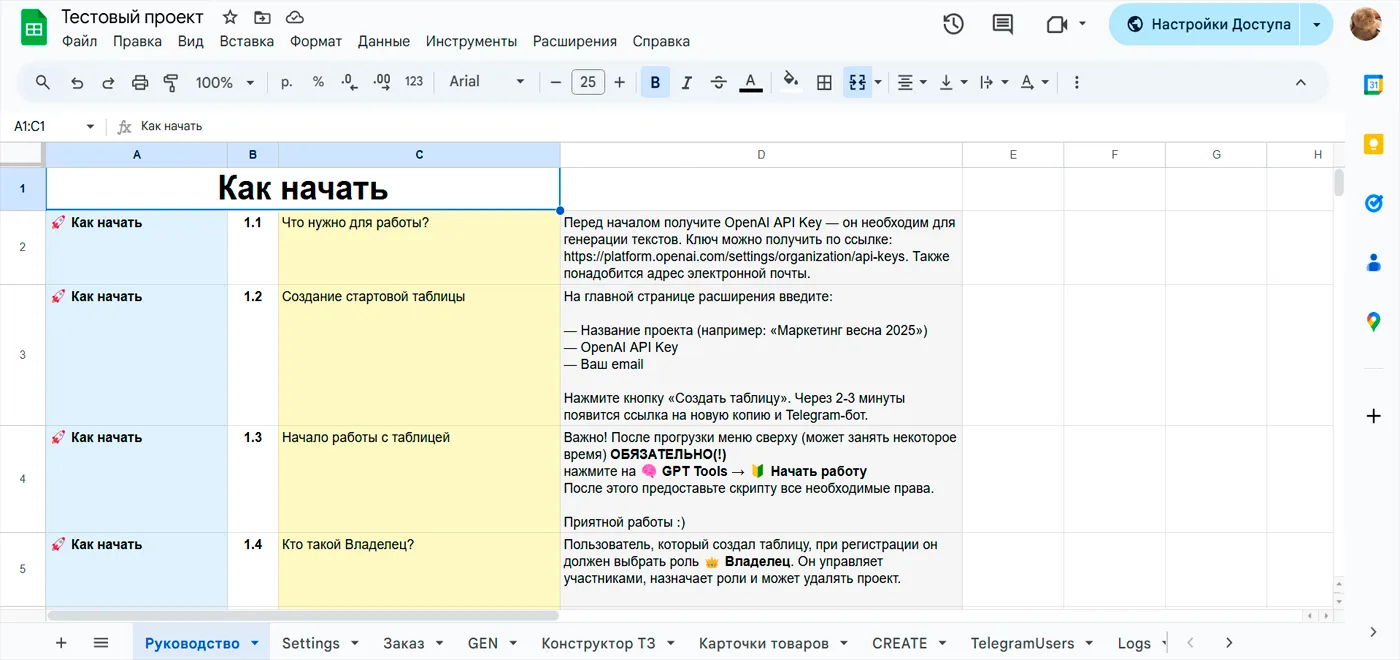 Тестовый проект
Файл Правка Вид Вставка Формат Данные Инструменты Расширения Справка
Настройки Доступа
100% р. % .0 .00 123 Arial 25 B I A A
31
A1:C1 fx Как начать
A B C D E F G H
1 Как начать
2 🚀 Как начать 1.1 Что нужно для работы?
Перед началом получите OpenAI API Key — он необходим для
генерации текстов. Ключ можно получить по ссылке:
https://platform.openai.com/settings/organization/api-keys. Также
понадобится адрес электронной почты.
3 🚀 Как начать 1.2 Создание стартовой таблицы
На главной странице расширения введите:
— Название проекта (например: «Маркетинг весна 2025»)
— OpenAI API Key
— Ваш email
Нажмите кнопку «Создать таблицу». Через 2-3 минуты
появится ссылка на новую копию и Telegram-бот.
4 🚀 Как начать 1.3 Начало работы с таблицей
Важно! После прогрузки меню сверху (может занять некоторое
время) ОБЯЗАТЕЛЬНО(!)
нажмите на 🧠 GPT Tools → 🔰 Начать работу
После этого предоставьте скрипту все необходимые права.
Приятной работы :)
5 🚀 Как начать 1.4 Кто такой Владелец?
Пользователь, который создал таблицу, при регистрации он
должен выбрать роль 👑 Владелец. Он управляет
участниками, назначает роли и может удалять проект.
Руководство Settings Заказ GEN Конструктор ТЗ Карточки товаров CREATE TelegramUsers Logs